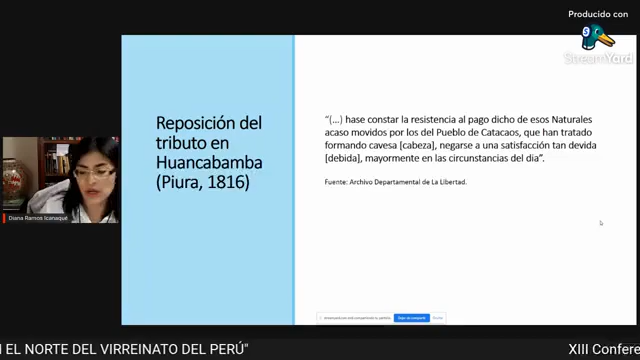 Producido con
StreamYard
Reposición del
tributo en
Huancabamba
(Piura, 1816)
“(...) hase constar la resistencia al pago dicho de esos Naturales
acaso movidos por los del Pueblo de Catacaos, que han tratado
formando cavesa [cabeza], negarse a una satisfacción tan devida
[debida], mayormente en las circunstancias del dia”.
Fuente: Archivo Departamental de La Libertad.
Diana Ramos Icanaqué
EL NORTE DEL VIRREINATO DEL PERÚ"
XIII Confere